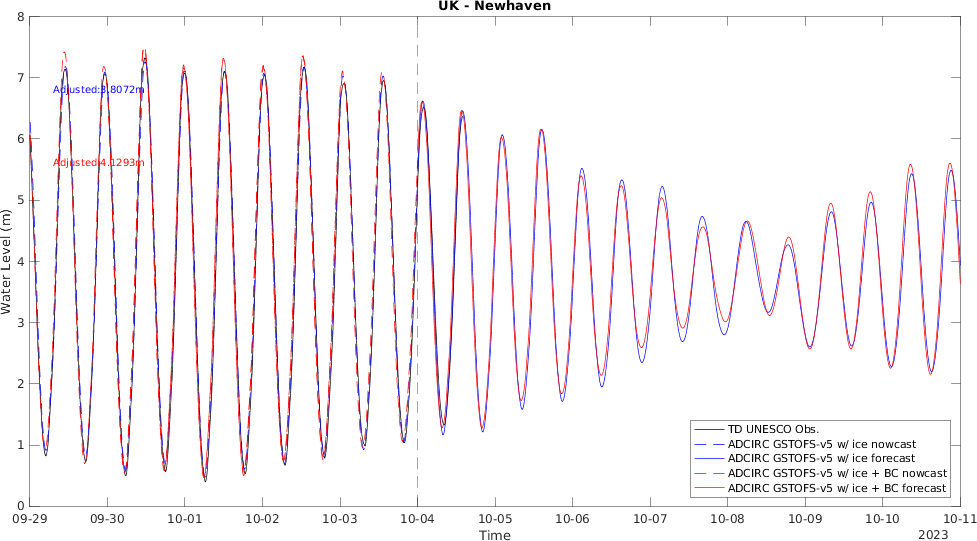 UK - Newhaven
8
7
Adjusted:3.8072m
6
Adjusted:4.1293m
5
4
3
2
1
0
Water Level (m)
TD UNESCO Obs.
ADCIRC GSTOFS-v5 w/ ice nowcast
ADCIRC GSTOFS-v5 w/ ice forecast
ADCIRC GSTOFS-v5 w/ ice + BC nowcast
ADCIRC GSTOFS-v5 w/ ice + BC forecast
09-29 09-30 10-01 10-02 10-03 10-04 10-05 10-06 10-07 10-08 10-09 10-10 10-11
Time
2023